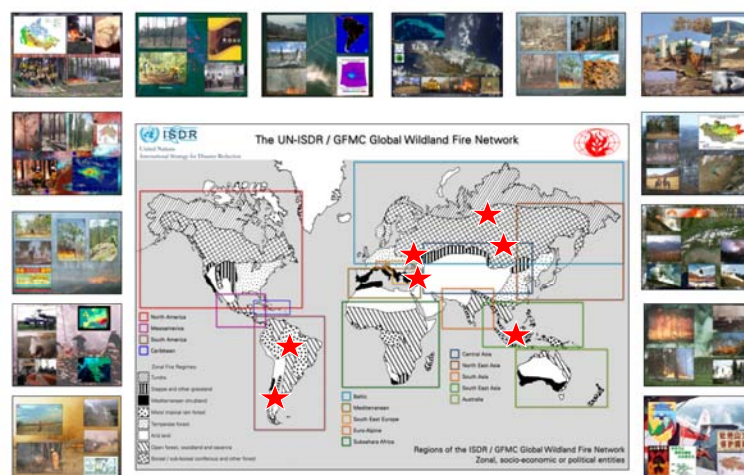 ISDR
United Nations
International Strategy for Disaster Reduction
The UN-ISDR / GFMC Global Wildland Fire Network
North America
Mesoamerica
South America
Caribbean
Zonal Fire Regimes:
Tundra
Steppe and other grassland
Mediterranean shrubland
Moist tropical rain forest
Temperate forest
Arid land
Open forest, woodland and savanna
Boreal / sub-boreal coniferous and other forest
Baltic
Mediterranean
South East Europe
Euro-Alpine
Subsahara Africa
Central Asia
North East Asia
South Asia
South East Asia
Australia
Regions of the ISDR / GFMC Global Wildland Fire Network
Zonal, socio-economic or political entities